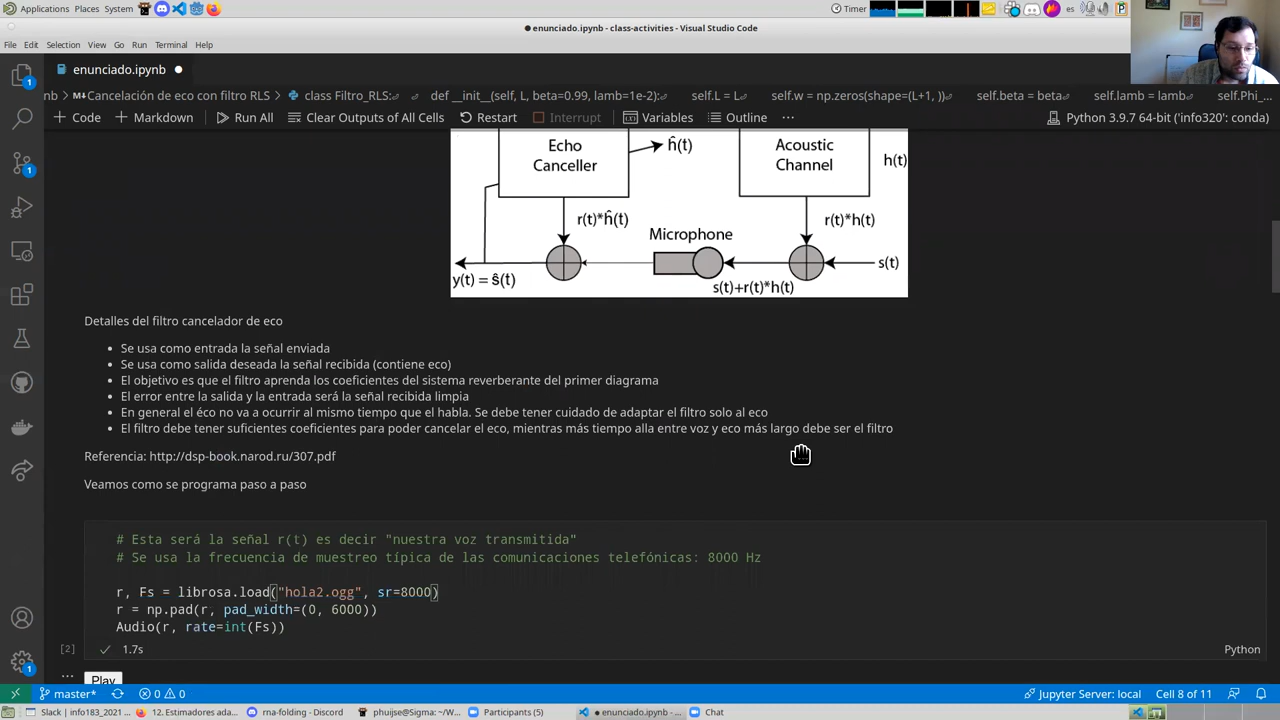 Applications Places System Timer es
enunciado.ipynb - class-activities - Visual Studio Code
File Edit Selection View Go Run Terminal Help
enunciado.ipynb
nb > Cancelación de eco con filtro RLS > class Filtro_RLS: > def __init__(self, L, beta=0.99, lamb=1e-2): > self.L = L > self.w = np.zeros(shape=(L+1, )) > self.beta = beta > self.lamb = lamb > self.Phi_...
+ Code + Markdown Run All Clear Outputs of All Cells Restart Interrupt Variables Outline ... Python 3.9.7 64-bit ('info320': conda)
Echo
Canceller
ĥ(t)
Acoustic
Channel
h(t)
r(t)*ĥ(t)
r(t)*h(t)
Microphone
s(t)
y(t) = ŝ(t)
s(t)+r(t)*h(t)
Detalles del filtro cancelador de eco
• Se usa como entrada la señal enviada
• Se usa como salida deseada la señal recibida (contiene eco)
• El objetivo es que el filtro aprenda los coeficientes del sistema reverberante del primer diagrama
• El error entre la salida y la entrada será la señal recibida limpia
• En general el éco no va a ocurrir al mismo tiempo que el habla. Se debe tener cuidado de adaptar el filtro solo al eco
• El filtro debe tener suficientes coeficientes para poder cancelar el eco, mientras más tiempo alla entre voz y eco más largo debe ser el filtro
Referencia: http://dsp-book.narod.ru/307.pdf
Veamos como se programa paso a paso
# Esta será la señal r(t) es decir "nuestra voz transmitida"
# Se usa la frecuencia de muestreo típica de las comunicaciones telefónicas: 8000 Hz
r, Fs = librosa.load("hola2.ogg", sr=8000)
r = np.pad(r, pad_width=(0, 6000))
Audio(r, rate=int(Fs))
[2] 1.7s Python
... Play
master* 0 0 Jupyter Server: local Cell 8 of 11
Slack | info183_2021 ... 12. Estimadores ada... rna-folding - Discord phuijse@Sigma: ~/W... Participants (5) enunciado.ipynb - ... Chat